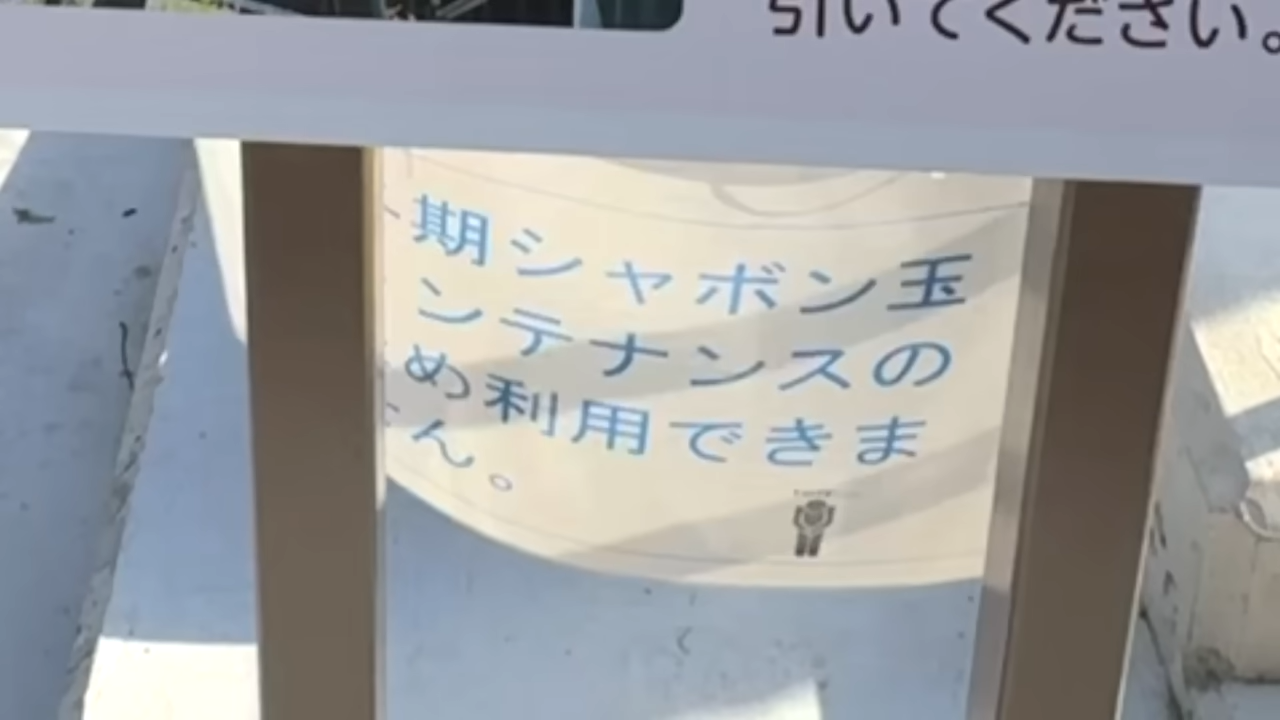 引いてください。
期シャボン玉
ンテナンスの
め利用できま
ん。